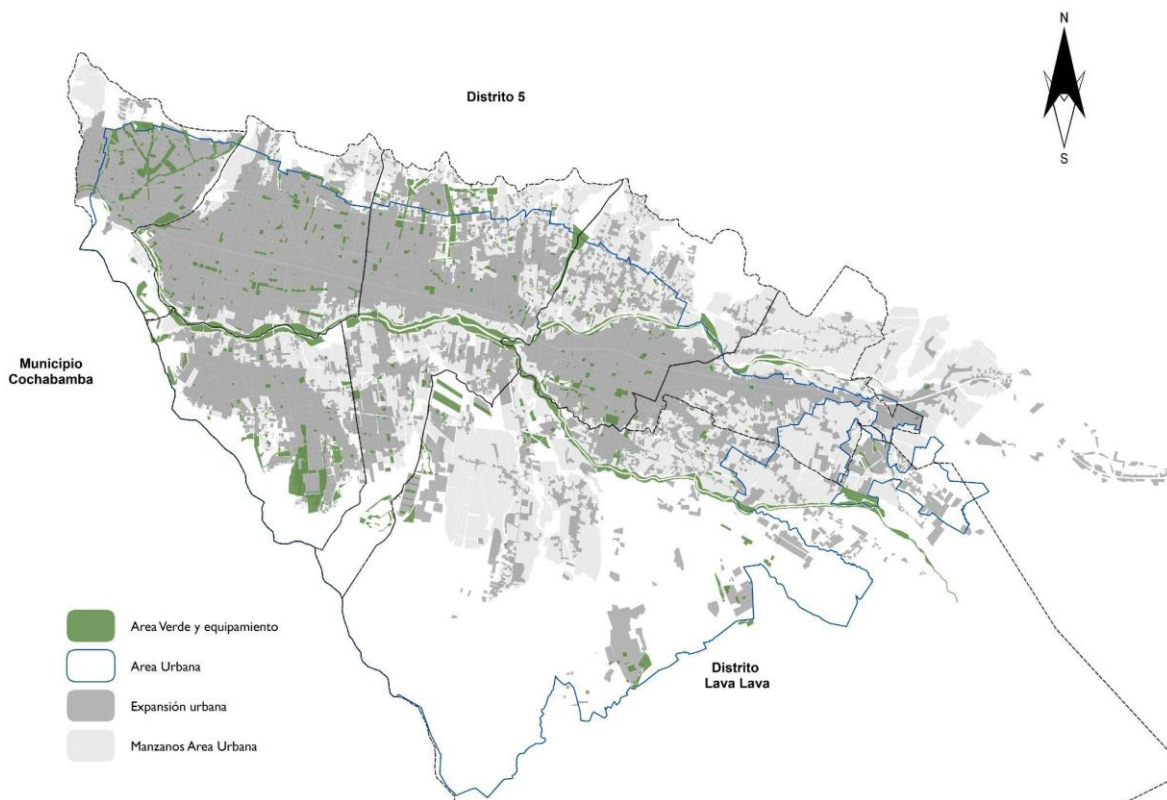 N
S
Distrito 5
Municipio
Cochabamba
Distrito
Lava Lava
Area Verde y equipamiento
Area Urbana
Expansión urbana
Manzanos Area Urbana